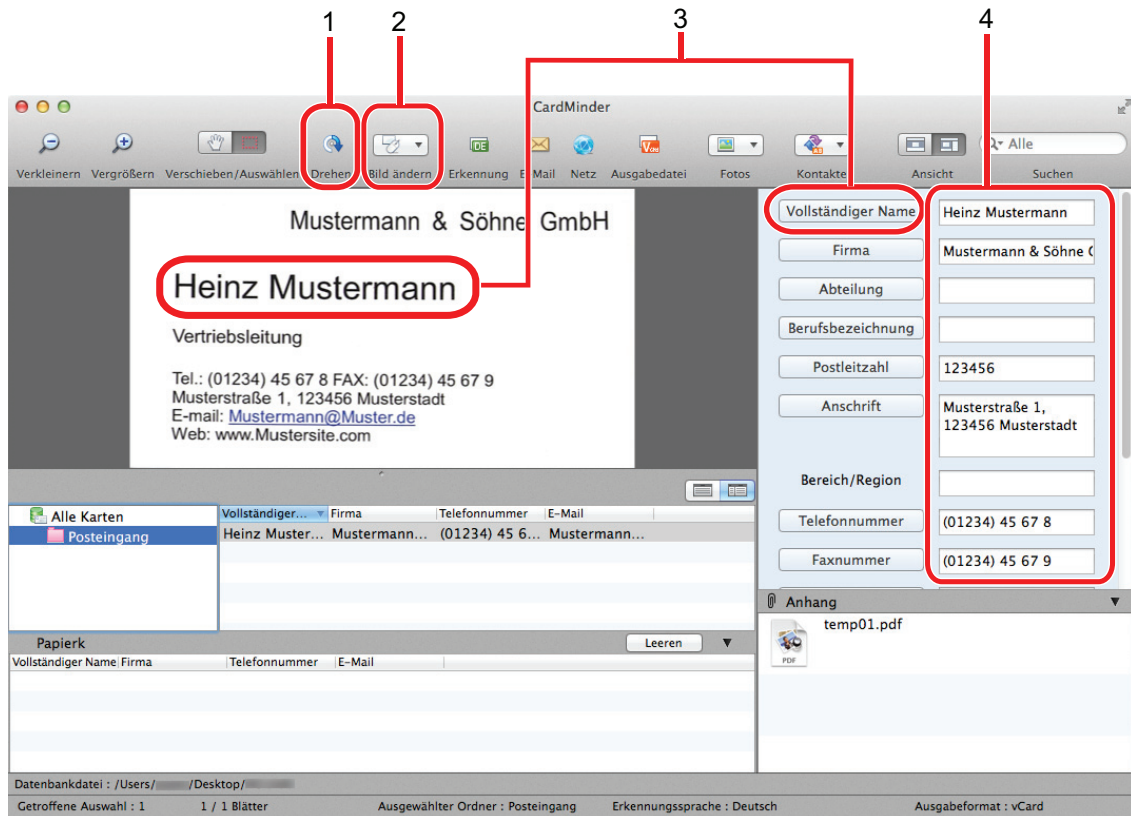 1 2 3 4
CardMinder
Alle
Verkleinern Vergrößern Verschieben/Auswählen Drehen Bild ändern Erkennung E-Mail Netz Ausgabedatei Fotos Kontakte Ansicht Suchen
Mustermann & Söhne GmbH
Heinz Mustermann
Vertriebsleitung
Tel.: (01234) 45 67 8 FAX: (01234) 45 67 9
Musterstraße 1, 123456 Musterstadt
E-mail: Mustermann@Muster.de
Web: www.Mustersite.com
Vollständiger Name Heinz Mustermann
Firma Mustermann & Söhne
Abteilung
Berufsbezeichnung
Postleitzahl 123456
Anschrift Musterstraße 1,
123456 Musterstadt
Bereich/Region
Telefonnummer (01234) 45 67 8
Faxnummer (01234) 45 67 9
Alle Karten
Posteingang
Vollständiger... Firma Telefonnummer E-Mail
Heinz Muster... Mustermann... (01234) 45 6... Mustermann...
Anhang
temp01.pdf
PDF
Papierk Leeren
Vollständiger Name Firma Telefonnummer E-Mail
Datenbankdatei : /Users/ /Desktop/
Getroffene Auswahl : 1 1 / 1 Blätter Ausgewählter Ordner : Posteingang Erkennungssprache : Deutsch Ausgabeformat : vCard